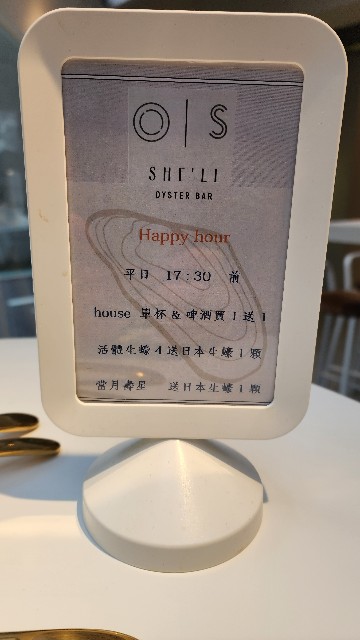 O | S
SHE'LL
OYSTER BAR
Happy hour
平日 17:30 前
house 單杯 & 啤酒買 1 送 1
活體生蠔 4 送日本生蠔 1 顆
當月壽星 送日本生蠔 1 顆